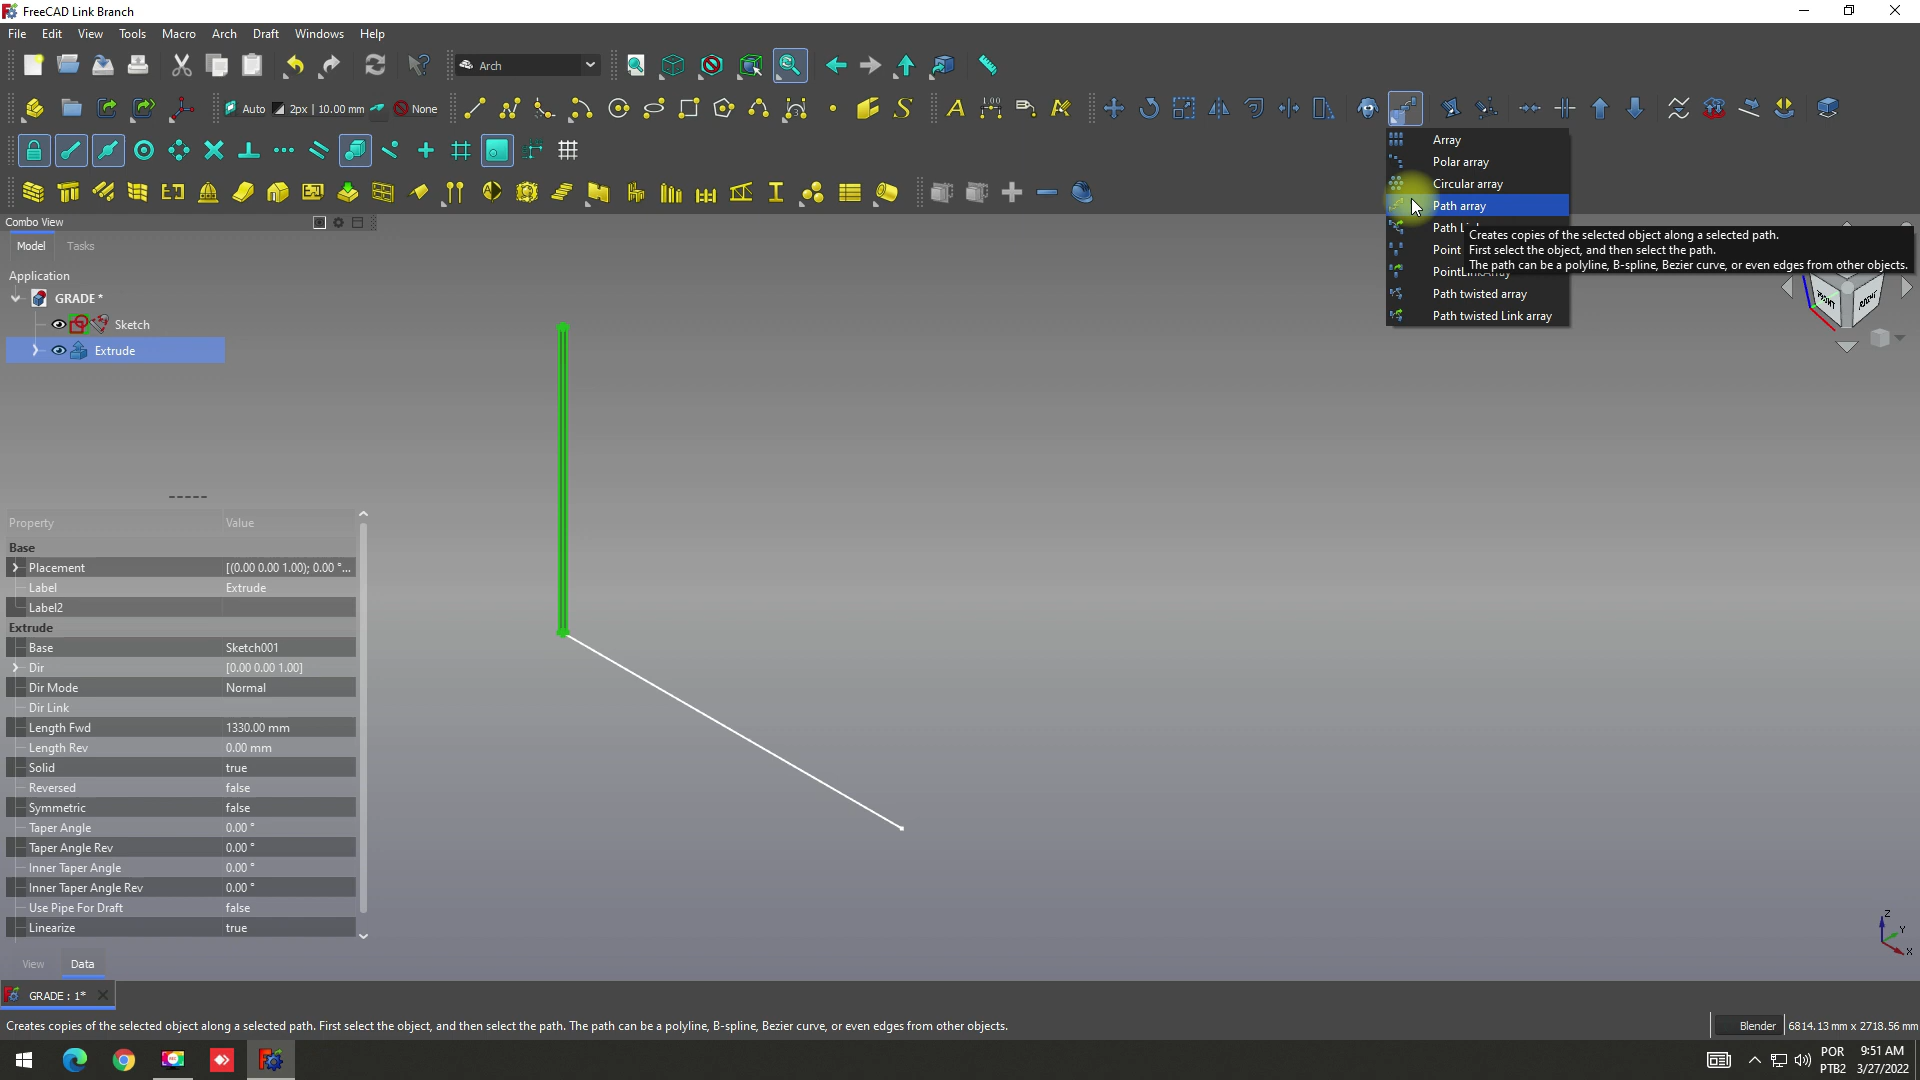 FreeCAD Link Branch
File Edit View Tools Macro Arch Draft Windows Help
Arch
Auto 2px | 10.00 mm None
Array
Polar array
Circular array
Path array
Creates copies of the selected object along a selected path.
First select the object, and then select the path.
The path can be a polyline, B-spline, Bezier curve, or even edges from other objects.
Path
Point
Path twisted array
Path twisted Link array
Combo View
Model Tasks
Application
GRADE *
Sketch
Extrude
FRONT RIGHT
Property Value
Base
Placement [(0.00 0.00 1.00); 0.00 °...
Label Extrude
Label2
Extrude
Base Sketch001
Dir [0.00 0.00 1.00]
Dir Mode Normal
Dir Link
Length Fwd 1330.00 mm
Length Rev 0.00 mm
Solid true
Reversed false
Symmetric false
Taper Angle 0.00 °
Taper Angle Rev 0.00 °
Inner Taper Angle 0.00 °
Inner Taper Angle Rev 0.00 °
Use Pipe For Draft false
Linearize true
Z
Y
X
View Data
GRADE : 1*
Creates copies of the selected object along a selected path. First select the object, and then select the path. The path can be a polyline, B-spline, Bezier curve, or even edges from other objects.
Blender 6814.13 mm x 2718.56 mm
POR 9:51 AM
PTB2 3/27/2022